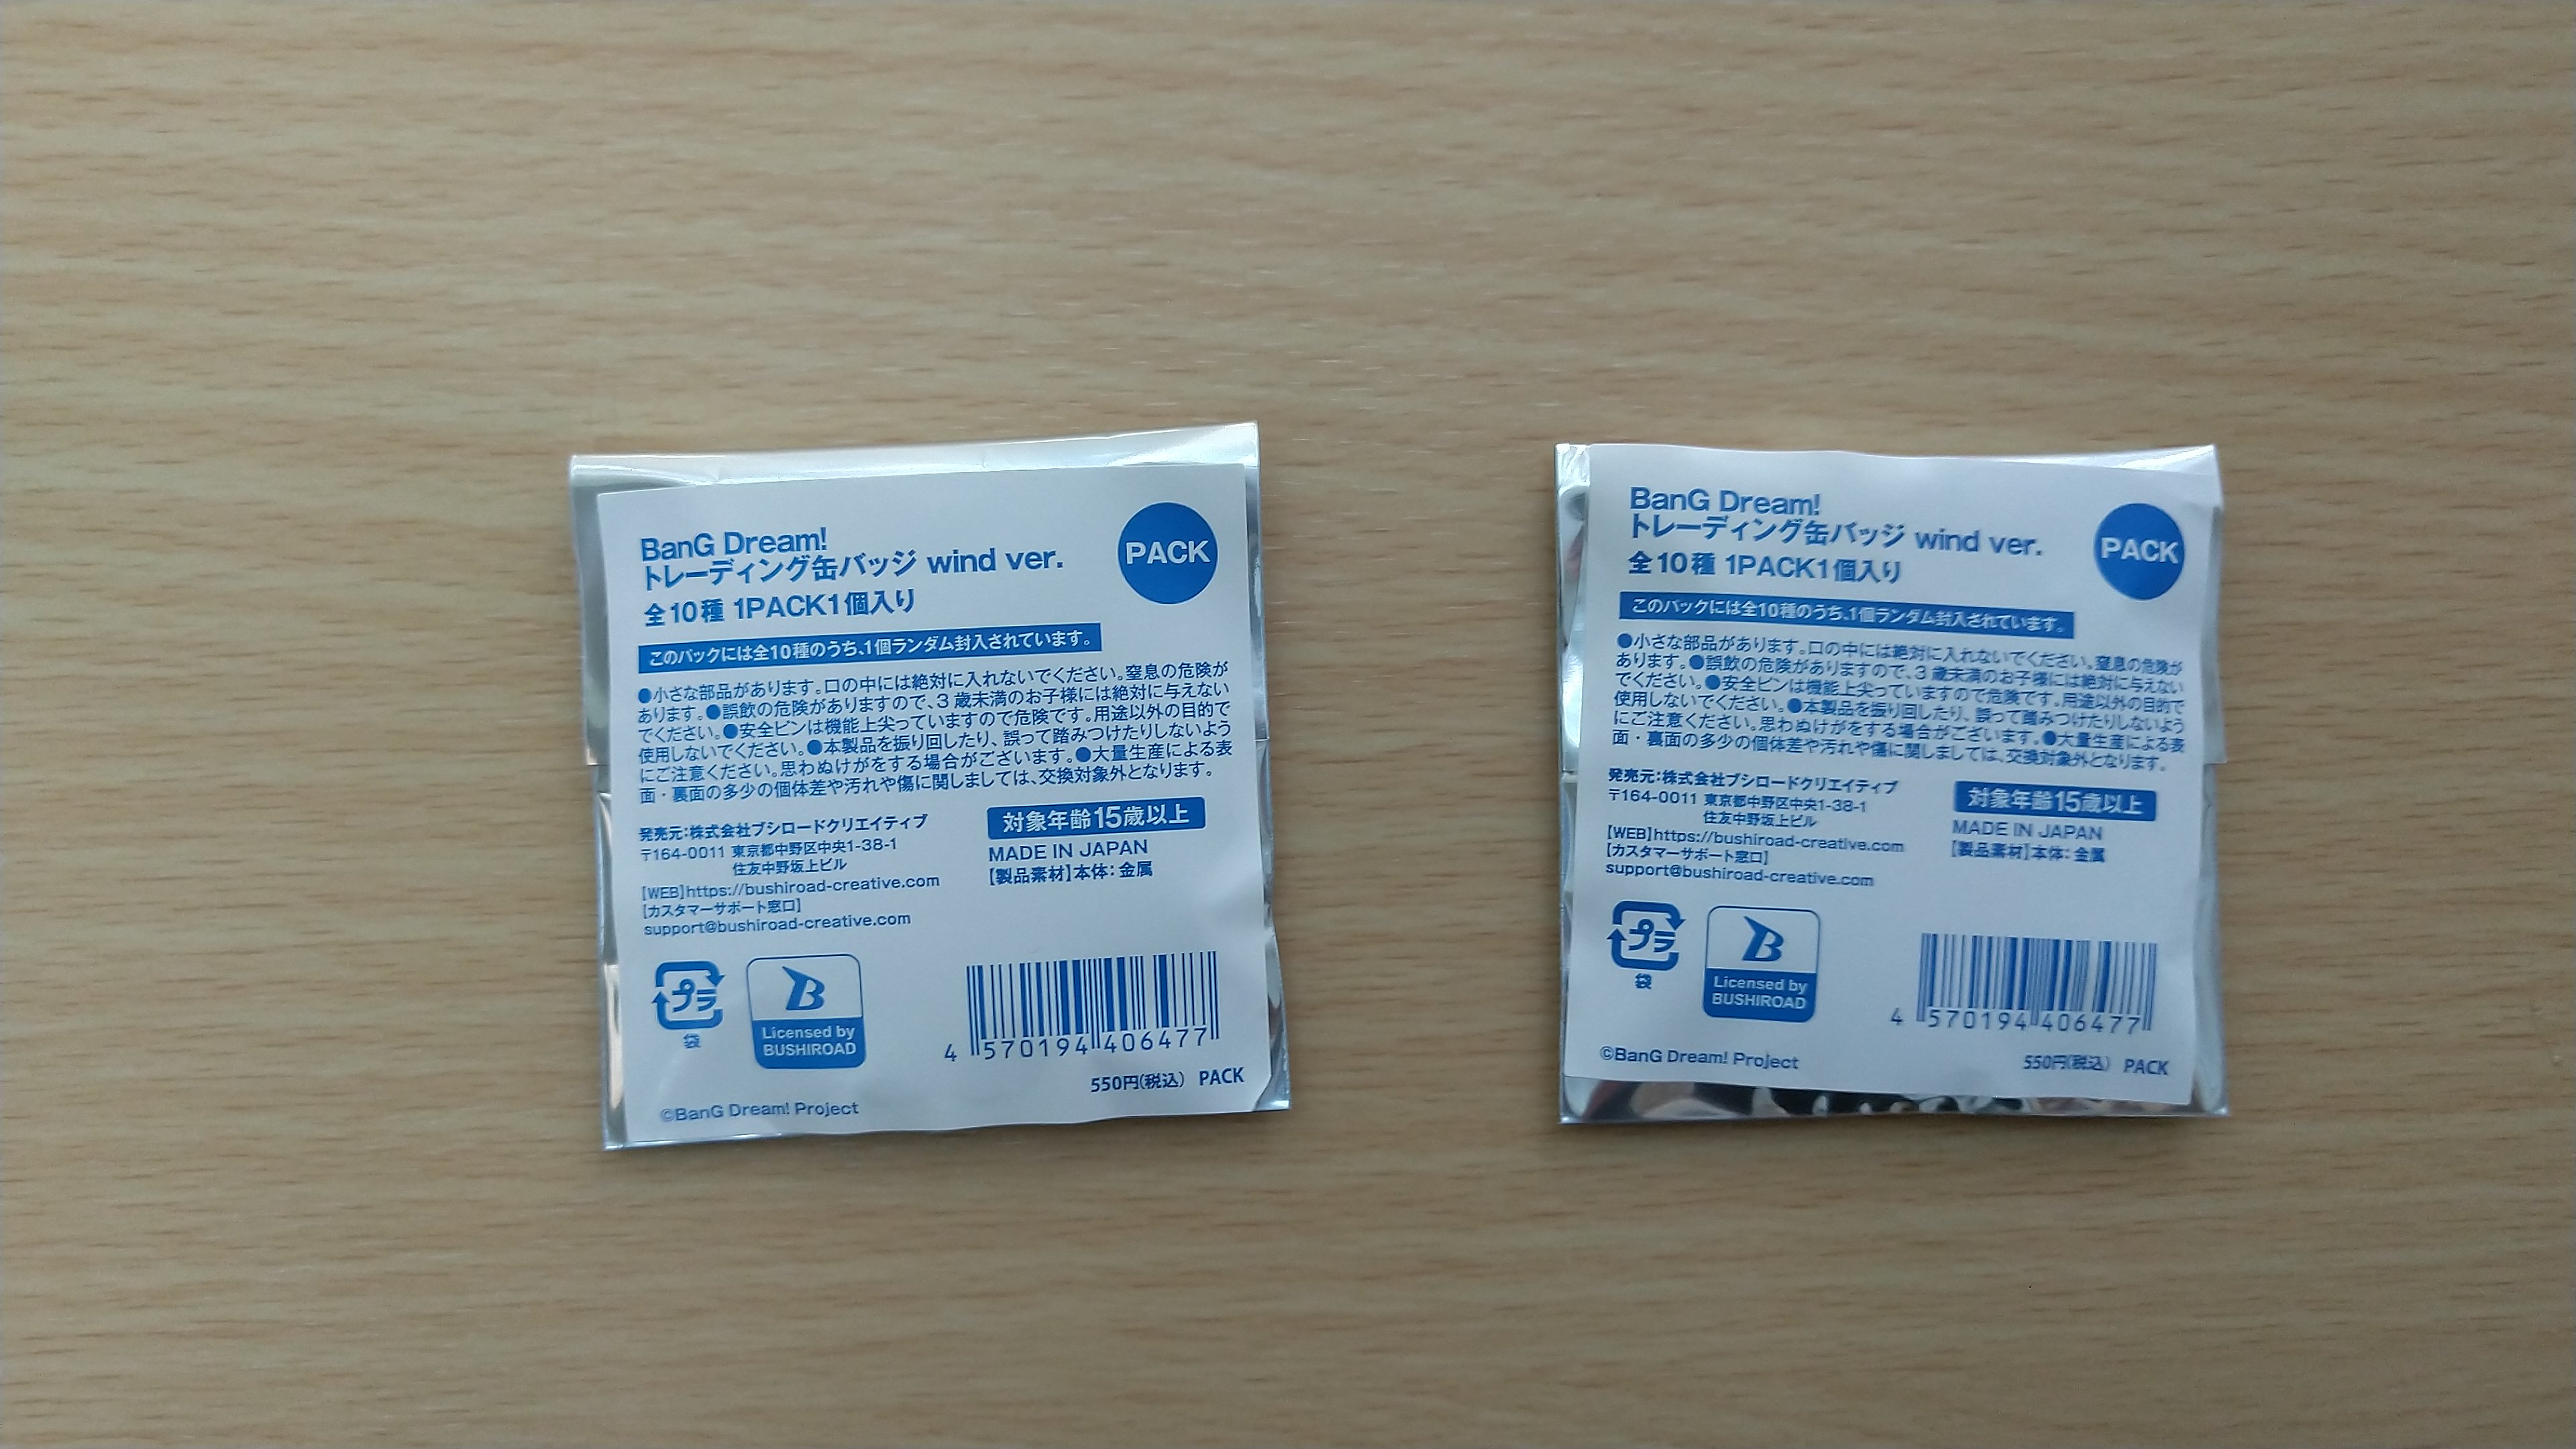 BanG Dream!
トレーディング缶バッジ wind ver.
全10種 1PACK1個入り
PACK
このパックには全10種のうち、1個ランダム封入されています。
●小さな部品があります。口の中には絶対に入れないでください。窒息の危険が
あります。●誤飲の危険がありますので、3歳未満のお子様には絶対に与えない
でください。●安全ピンは機能上尖っていますので危険です。用途以外の目的で
使用しないでください。●本製品を振り回したり、誤って踏みつけたりしないよう
にご注意ください。思わぬけがをする場合がございます。●大量生産による表
面・裏面の多少の個体差や汚れや傷に関しましては、交換対象外となります。
発売元：株式会社ブシロードクリエイティブ
〒164-0011 東京都中野区中央1-38-1
住友中野坂上ビル
【WEB】https://bushiroad-creative.com
【カスタマーサポート窓口】
support@bushiroad-creative.com
対象年齢15歳以上
MADE IN JAPAN
【製品素材】本体：金属
プラ
袋
B
Licensed by
BUSHIROAD
4 570194 406477
550円(税込) PACK
©BanG Dream! Project
BanG Dream!
トレーディング缶バッジ wind ver.
全10種 1PACK1個入り
PACK
このパックには全10種のうち、1個ランダム封入されています。
●小さな部品があります。口の中には絶対に入れないでください。窒息の危険が
あります。●誤飲の危険がありますので、3歳未満のお子様には絶対に与えない
でください。●安全ピンは機能上尖っていますので危険です。用途以外の目的で
使用しないでください。●本製品を振り回したり、誤って踏みつけたりしないよう
にご注意ください。思わぬけがをする場合がございます。●大量生産による表
面・裏面の多少の個体差や汚れや傷に関しましては、交換対象外となります。
発売元：株式会社ブシロードクリエイティブ
〒164-0011 東京都中野区中央1-38-1
住友中野坂上ビル
【WEB】https://bushiroad-creative.com
【カスタマーサポート窓口】
support@bushiroad-creative.com
対象年齢15歳以上
MADE IN JAPAN
【製品素材】本体：金属
プラ
袋
B
Licensed by
BUSHIROAD
4 570194 406477
550円(税込) PACK
©BanG Dream! Project